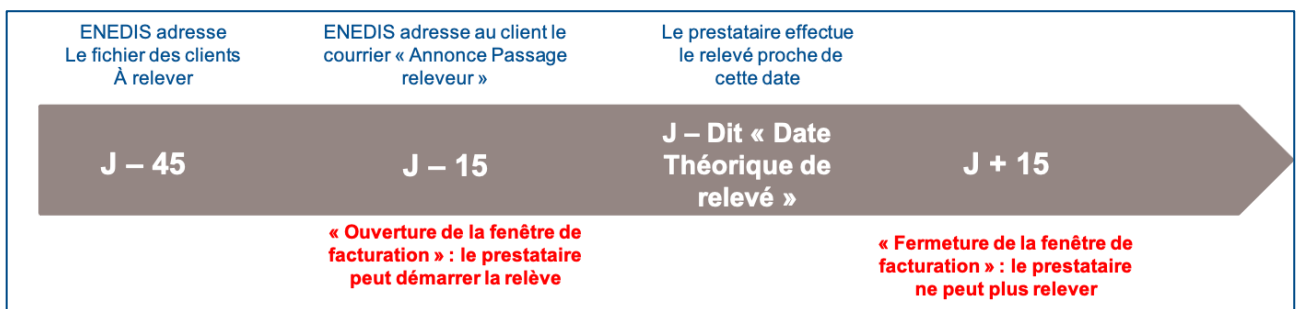 ENEDIS adresse
Le fichier des clients
À relever
ENEDIS adresse au client le
courrier « Annonce Passage
releveur »
Le prestataire effectue
le relevé proche de
cette date
J – 45
J – 15
J – Dit « Date
Théorique de
relevé »
J + 15
« Ouverture de la fenêtre de
facturation » : le prestataire
peut démarrer la relève
« Fermeture de la fenêtre de
facturation » : le prestataire
ne peut plus relever